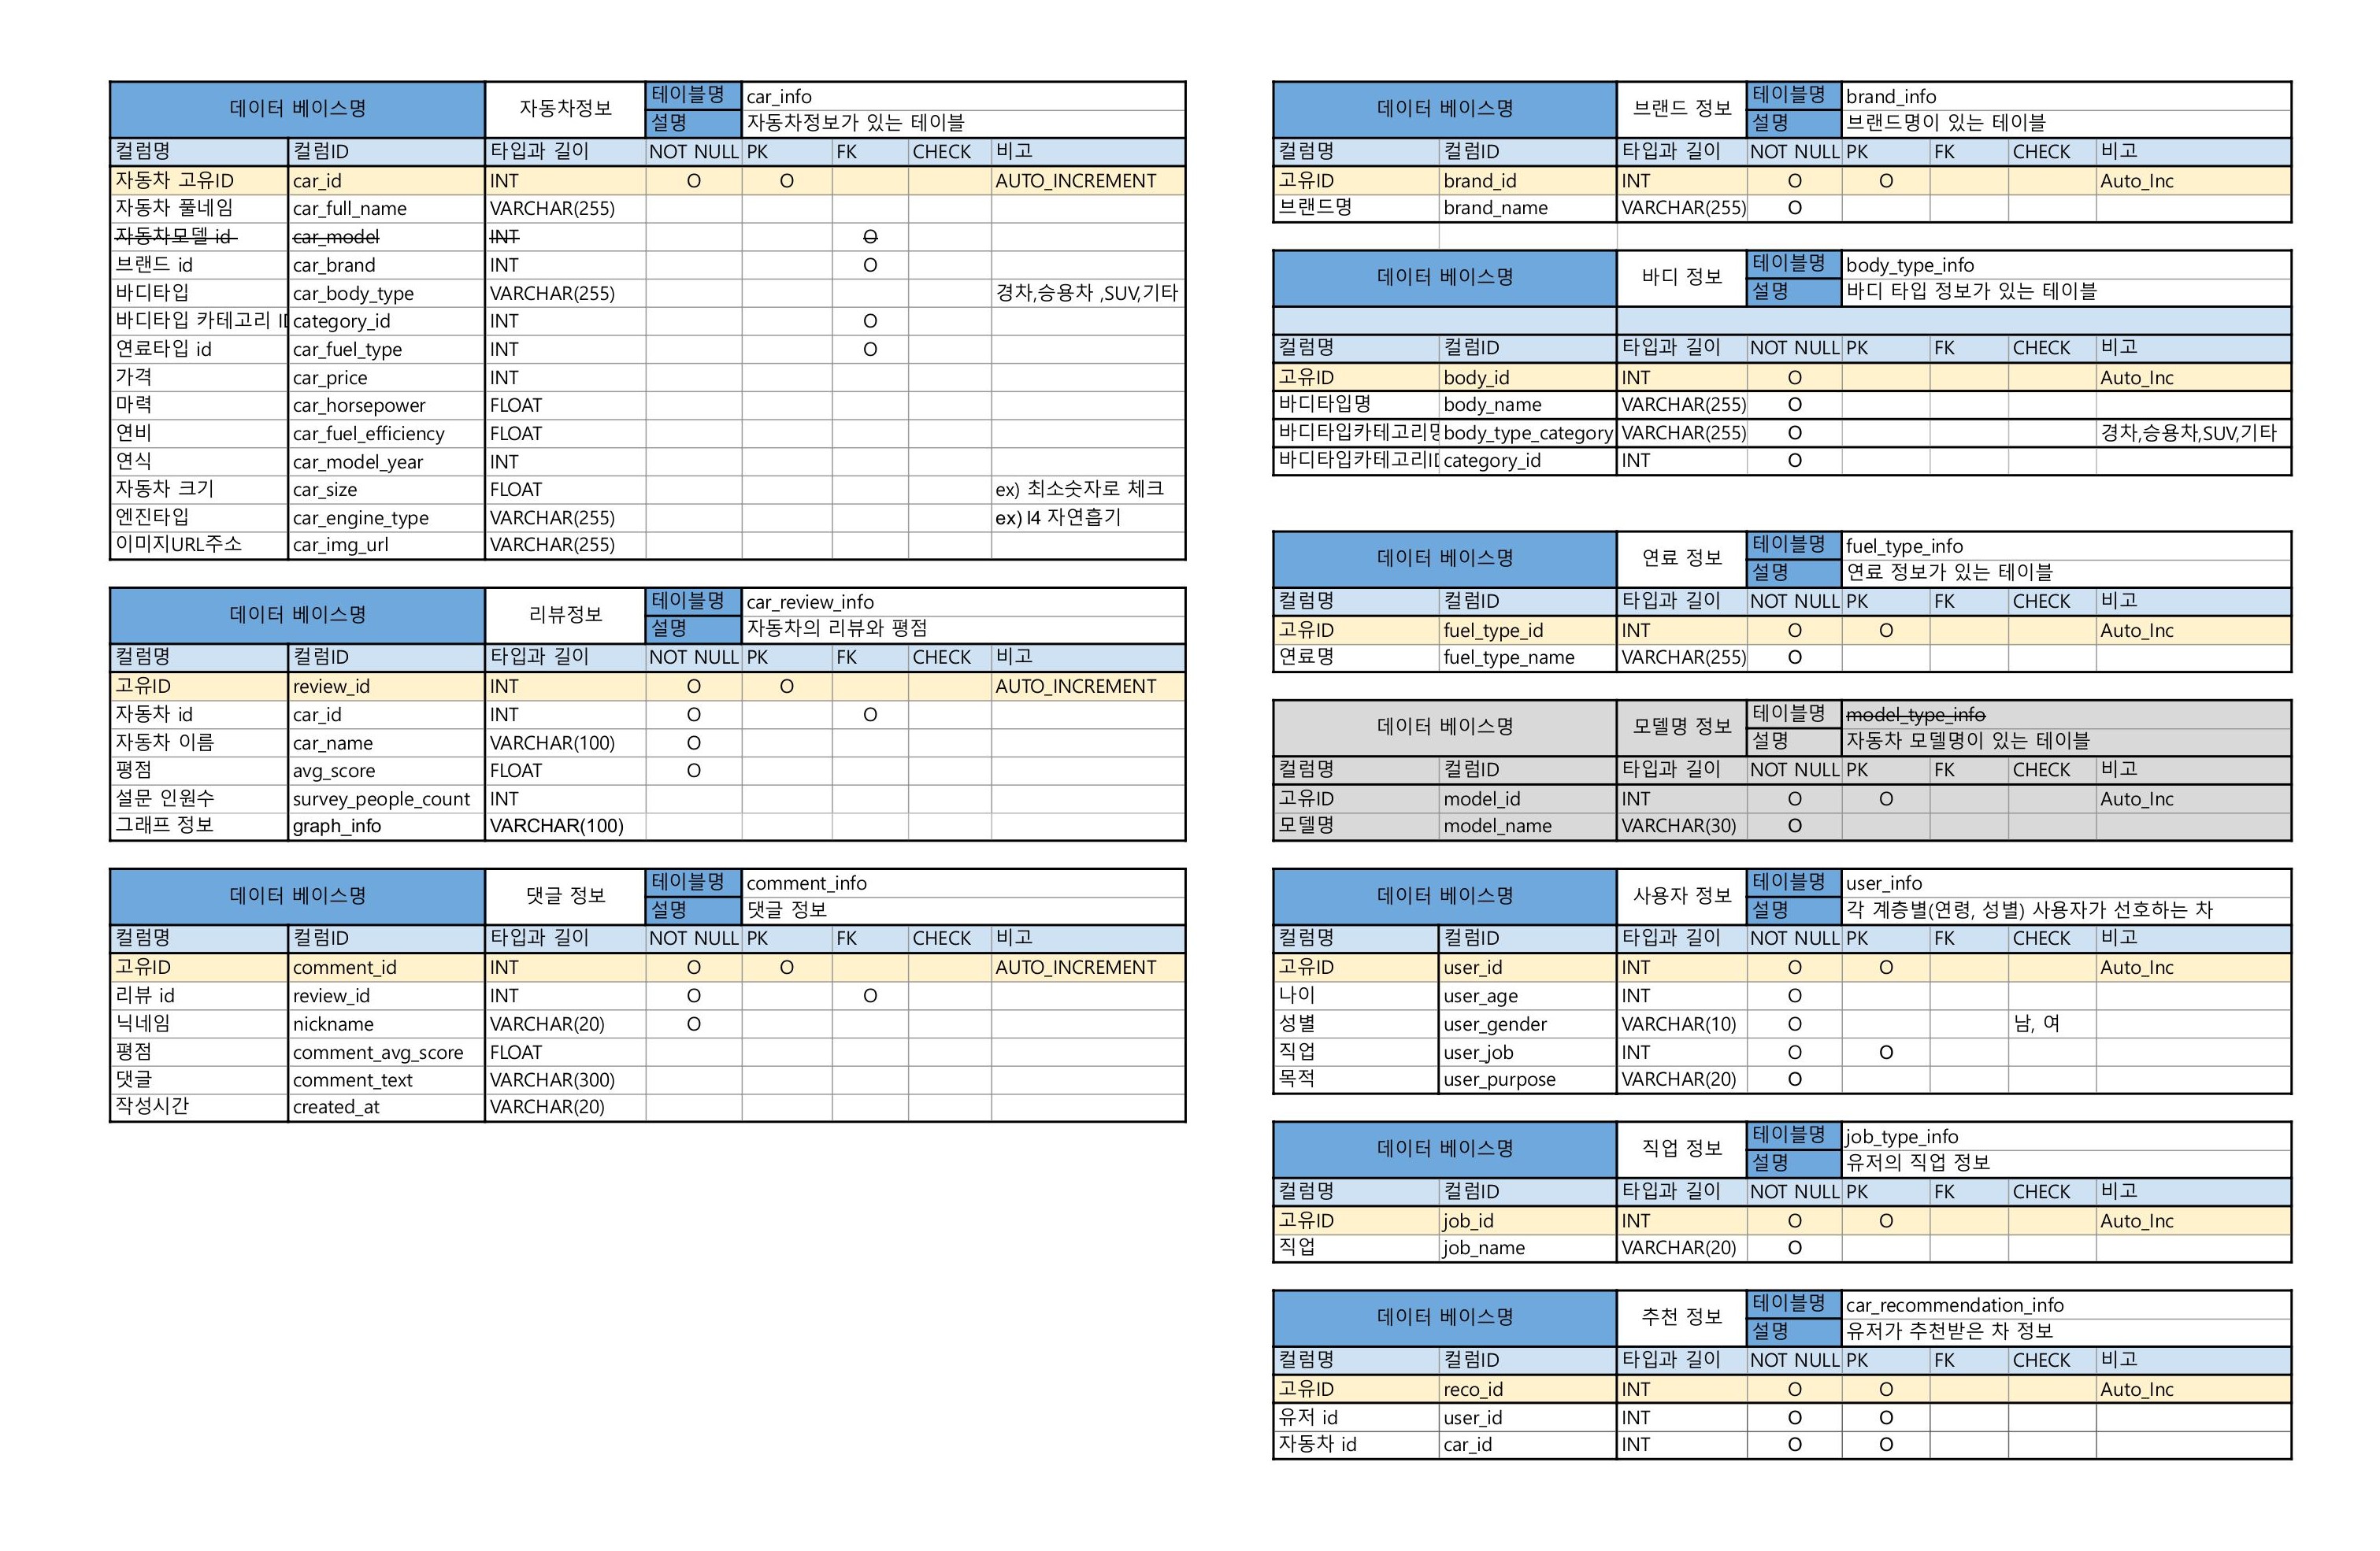 데이터 베이스명 자동차정보 테이블명 car_info
설명 자동차정보가 있는 테이블
컬럼명 컬럼ID 타입과 길이 NOT NULL PK FK CHECK 비고
자동차 고유ID car_id INT O O AUTO_INCREMENT
자동차 풀네임 car_full_name VARCHAR(255)
자동차모델 id car_model INT O
브랜드 id car_brand INT O
바디타입 car_body_type VARCHAR(255) 경차,승용차 ,SUV,기타
바디타입 카테고리 ID category_id INT O
연료타입 id car_fuel_type INT O
가격 car_price INT
마력 car_horsepower FLOAT
연비 car_fuel_efficiency FLOAT
연식 car_model_year INT
자동차 크기 car_size FLOAT ex) 최소숫자로 체크
엔진타입 car_engine_type VARCHAR(255) ex) I4 자연흡기
이미지URL주소 car_img_url VARCHAR(255)
데이터 베이스명 리뷰정보 테이블명 car_review_info
설명 자동차의 리뷰와 평점
컬럼명 컬럼ID 타입과 길이 NOT NULL PK FK CHECK 비고
고유ID review_id INT O O AUTO_INCREMENT
자동차 id car_id INT O O
자동차 이름 car_name VARCHAR(100) O
평점 avg_score FLOAT O
설문 인원수 survey_people_count INT
그래프 정보 graph_info VARCHAR(100)
데이터 베이스명 댓글 정보 테이블명 comment_info
설명 댓글 정보
컬럼명 컬럼ID 타입과 길이 NOT NULL PK FK CHECK 비고
고유ID comment_id INT O O AUTO_INCREMENT
리뷰 id review_id INT O O
닉네임 nickname VARCHAR(20) O
평점 comment_avg_score FLOAT
댓글 comment_text VARCHAR(300)
작성시간 created_at VARCHAR(20)
데이터 베이스명 브랜드 정보 테이블명 brand_info
설명 브랜드명이 있는 테이블
컬럼명 컬럼ID 타입과 길이 NOT NULL PK FK CHECK 비고
고유ID brand_id INT O O Auto_Inc
브랜드명 brand_name VARCHAR(255) O
데이터 베이스명 바디 정보 테이블명 body_type_info
설명 바디 타입 정보가 있는 테이블
컬럼명 컬럼ID 타입과 길이 NOT NULL PK FK CHECK 비고
고유ID body_id INT O Auto_Inc
바디타입명 body_name VARCHAR(255) O
바디타입카테고리명 body_type_category VARCHAR(255) O 경차,승용차,SUV,기타
바디타입카테고리ID category_id INT O
데이터 베이스명 연료 정보 테이블명 fuel_type_info
설명 연료 정보가 있는 테이블
컬럼명 컬럼ID 타입과 길이 NOT NULL PK FK CHECK 비고
고유ID fuel_type_id INT O O Auto_Inc
연료명 fuel_type_name VARCHAR(255) O
데이터 베이스명 모델명 정보 테이블명 model_type_info
설명 자동차 모델명이 있는 테이블
컬럼명 컬럼ID 타입과 길이 NOT NULL PK FK CHECK 비고
고유ID model_id INT O O Auto_Inc
모델명 model_name VARCHAR(30) O
데이터 베이스명 사용자 정보 테이블명 user_info
설명 각 계층별(연령, 성별) 사용자가 선호하는 차
컬럼명 컬럼ID 타입과 길이 NOT NULL PK FK CHECK 비고
고유ID user_id INT O O Auto_Inc
나이 user_age INT O
성별 user_gender VARCHAR(10) O 남, 여
직업 user_job INT O O
목적 user_purpose VARCHAR(20) O
데이터 베이스명 직업 정보 테이블명 job_type_info
설명 유저의 직업 정보
컬럼명 컬럼ID 타입과 길이 NOT NULL PK FK CHECK 비고
고유ID job_id INT O O Auto_Inc
직업 job_name VARCHAR(20) O
데이터 베이스명 추천 정보 테이블명 car_recommendation_info
설명 유저가 추천받은 차 정보
컬럼명 컬럼ID 타입과 길이 NOT NULL PK FK CHECK 비고
고유ID reco_id INT O O Auto_Inc
유저 id user_id INT O O
자동차 id car_id INT O O